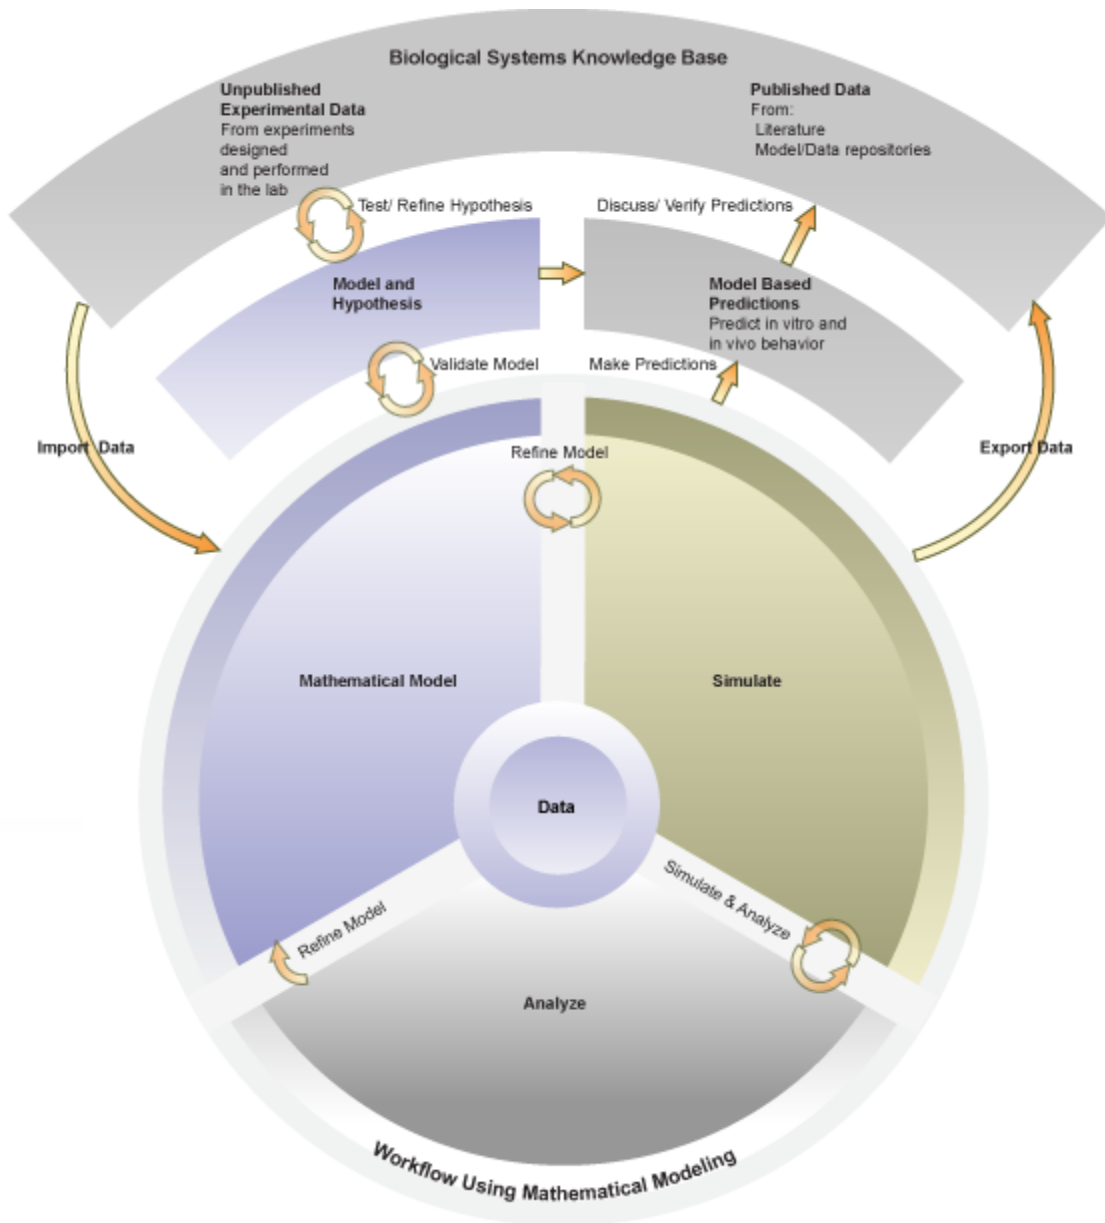 Biological Systems Knowledge Base
Unpublished
Experimental Data
From experiments
designed
and performed
in the lab
Published Data
From:
Literature
Model/Data repositories
Test/ Refine Hypothesis
Discuss/ Verify Predictions
Model and
Hypothesis
Model Based
Predictions
Predict in vitro and
in vivo behavior
Validate Model
Make Predictions
Import Data
Export Data
Refine Model
Mathematical Model
Simulate
Data
Refine Model
Simulate & Analyze
Analyze
Workflow Using Mathematical Modeling